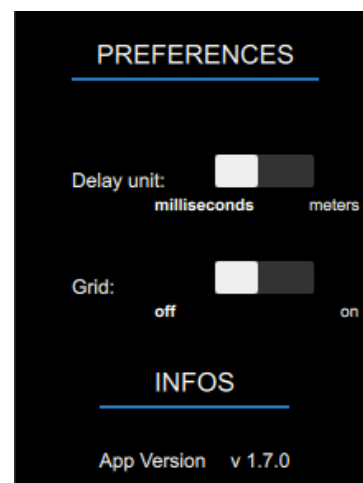 PREFERENCES
Delay unit:
milliseconds meters
Grid:
off on
INFOS
App Version v 1.7.0